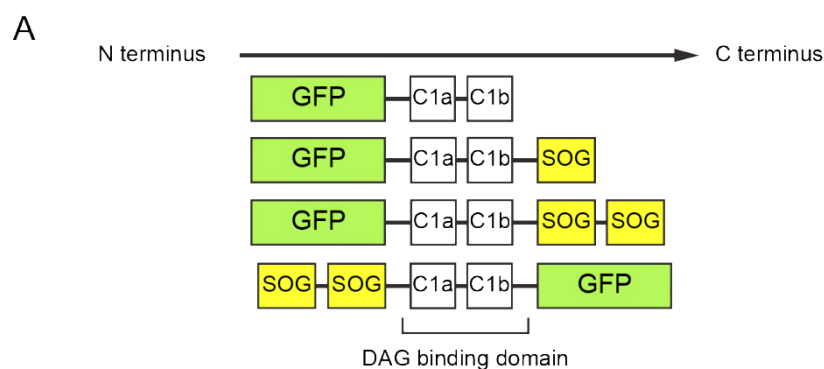 A
N terminus C terminus
GFP C1a C1b
GFP C1a C1b SOG
GFP C1a C1b SOG SOG
SOG SOG C1a C1b GFP
DAG binding domain